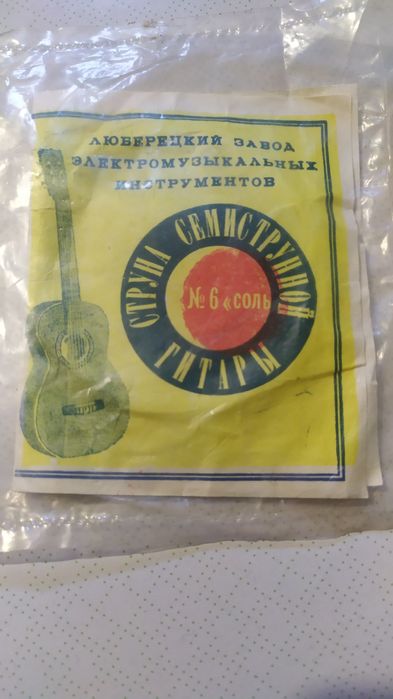 ЛЮБЕРЕЦКИЙ ЗАВОД
ЭЛЕКТРОМУЗЫКАЛЬНЫХ
ИНСТРУМЕНТОВ
СТРУНА СЕМИСТРУННОЙ
№ 6 «СОЛЬ
ГИТАРЫ